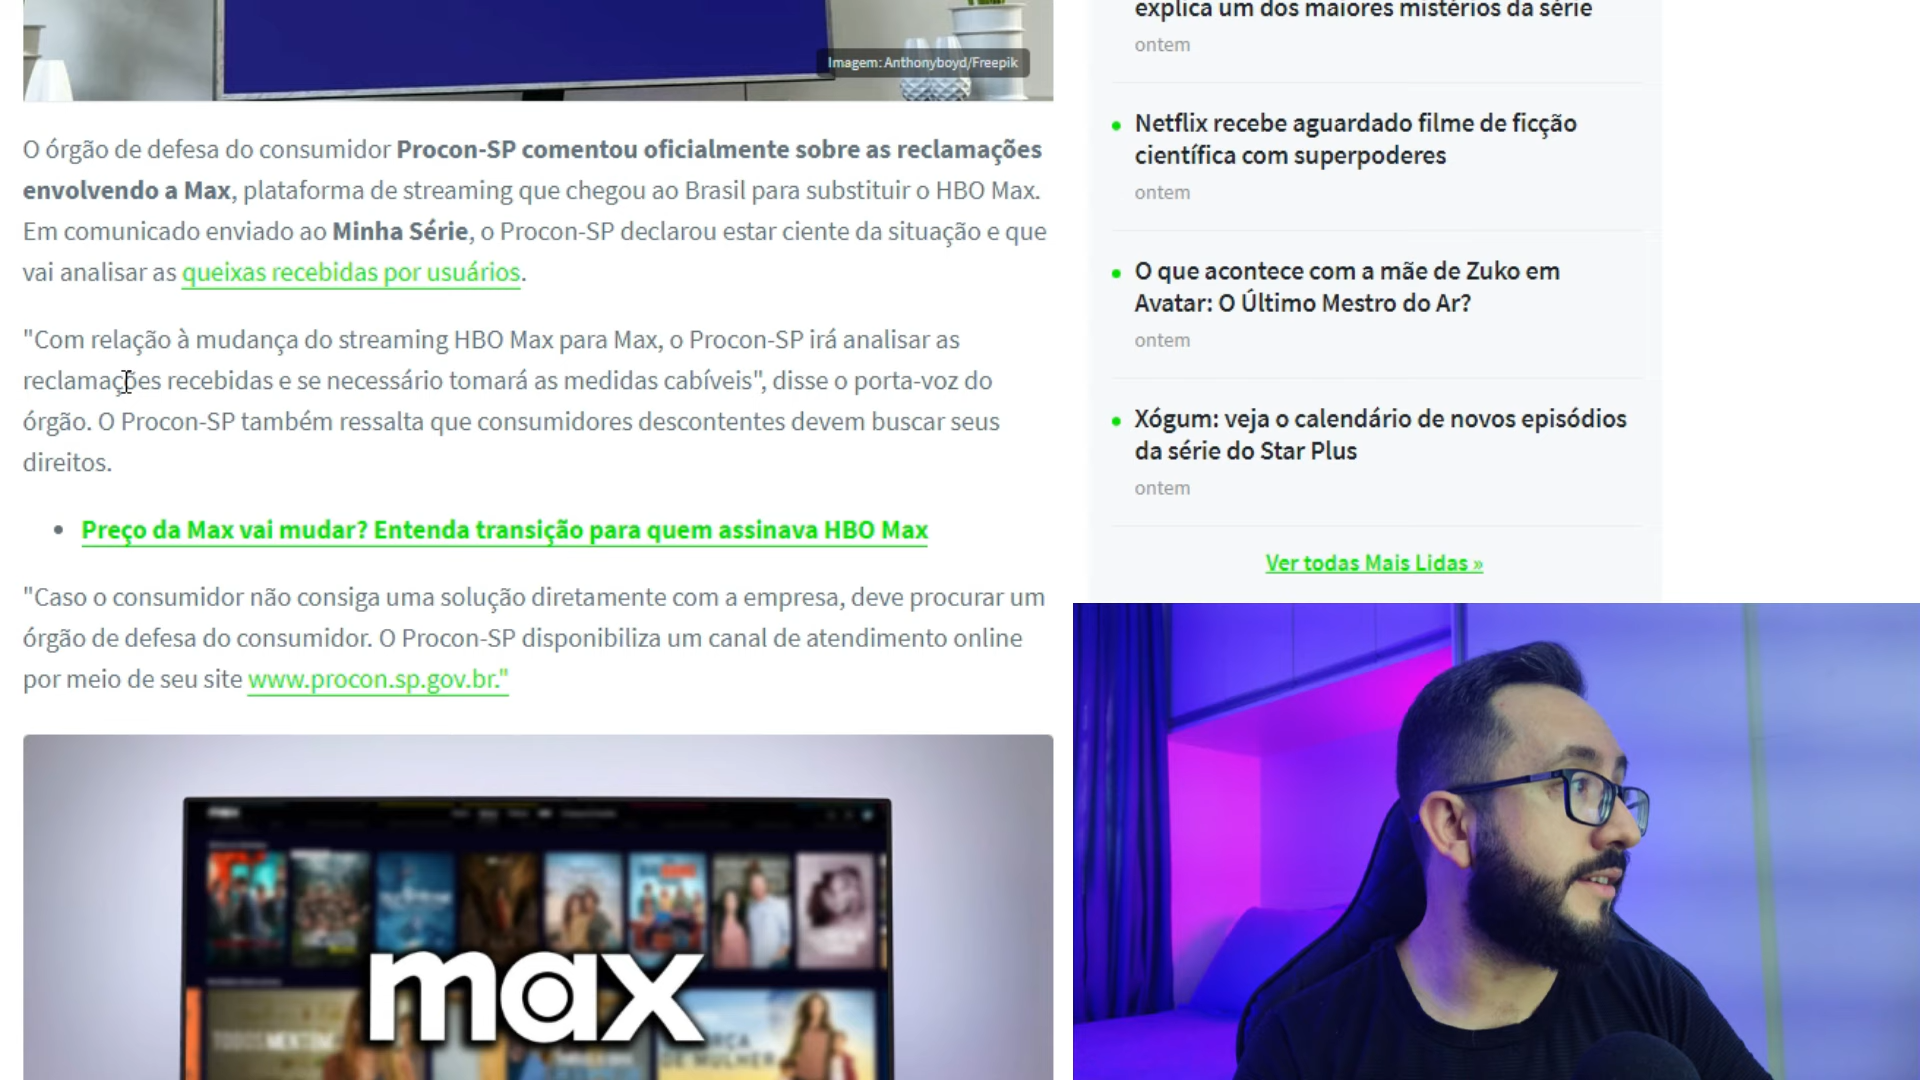 Imagem: Anthonyboyd/Freepik
O órgão de defesa do consumidor Procon-SP comentou oficialmente sobre as reclamações
envolvendo a Max, plataforma de streaming que chegou ao Brasil para substituir o HBO Max.
Em comunicado enviado ao Minha Série, o Procon-SP declarou estar ciente da situação e que
vai analisar as queixas recebidas por usuários.
"Com relação à mudança do streaming HBO Max para Max, o Procon-SP irá analisar as
reclamações recebidas e se necessário tomará as medidas cabíveis", disse o porta-voz do
órgão. O Procon-SP também ressalta que consumidores descontentes devem buscar seus
direitos.
• Preço da Max vai mudar? Entenda transição para quem assinava HBO Max
"Caso o consumidor não consiga uma solução diretamente com a empresa, deve procurar um
órgão de defesa do consumidor. O Procon-SP disponibiliza um canal de atendimento online
por meio de seu site www.procon.sp.gov.br."
max
explica um dos maiores mistérios da série
ontem
Netflix recebe aguardado filme de ficção
científica com superpoderes
ontem
O que acontece com a mãe de Zuko em
Avatar: O Último Mestro do Ar?
ontem
Xógum: veja o calendário de novos episódios
da série do Star Plus
ontem
Ver todas Mais Lidas »